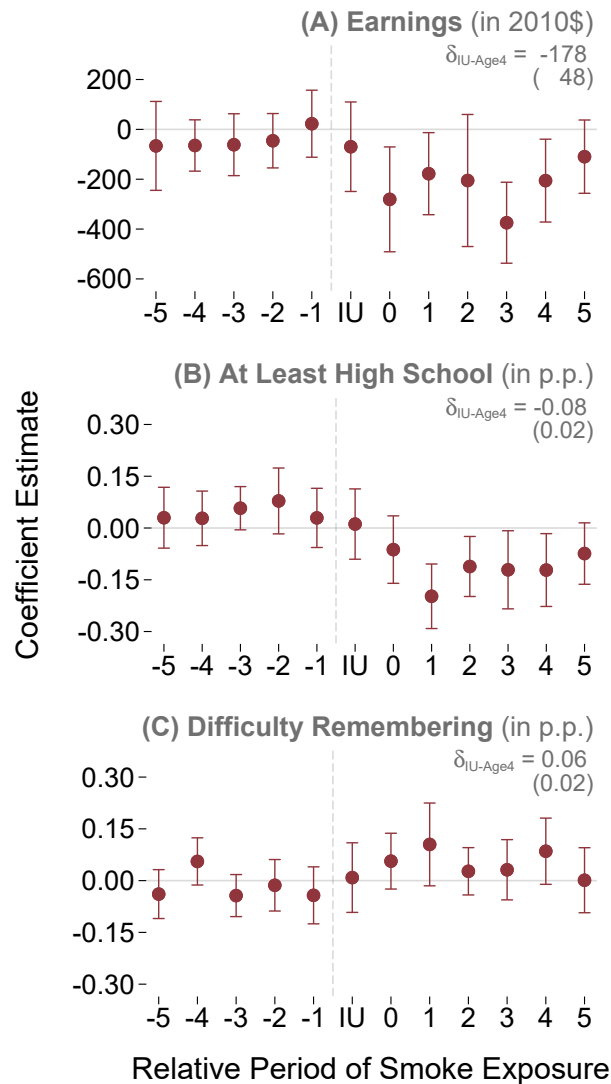 (A) Earnings (in 2010$)
δIU-Age4 = -178
( 48)
200
0
-200
-400
-600
-5 -4 -3 -2 -1 IU 0 1 2 3 4 5
(B) At Least High School (in p.p.)
δIU-Age4 = -0.08
(0.02)
0.30
0.15
0.00
-0.15
-0.30
-5 -4 -3 -2 -1 IU 0 1 2 3 4 5
Coefficient Estimate
(C) Difficulty Remembering (in p.p.)
δIU-Age4 = 0.06
(0.02)
0.30
0.15
0.00
-0.15
-0.30
-5 -4 -3 -2 -1 IU 0 1 2 3 4 5
Relative Period of Smoke Exposure